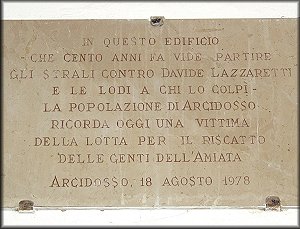 IN QUESTO EDIFICIO
- CHE CENTO ANNI FA VIDE PARTIRE
GLI STRALI CONTRO DAVIDE LAZZARETTI
E LE LODI A CHI LO COLPÌ -
LA POPOLAZIONE DI ARCIDOSSO
RICORDA OGGI UNA VITTIMA
DELLA LOTTA PER IL RISCATTO
DELLE GENTI DELL'AMIATA
ARCIDOSSO, 18 AGOSTO 1978